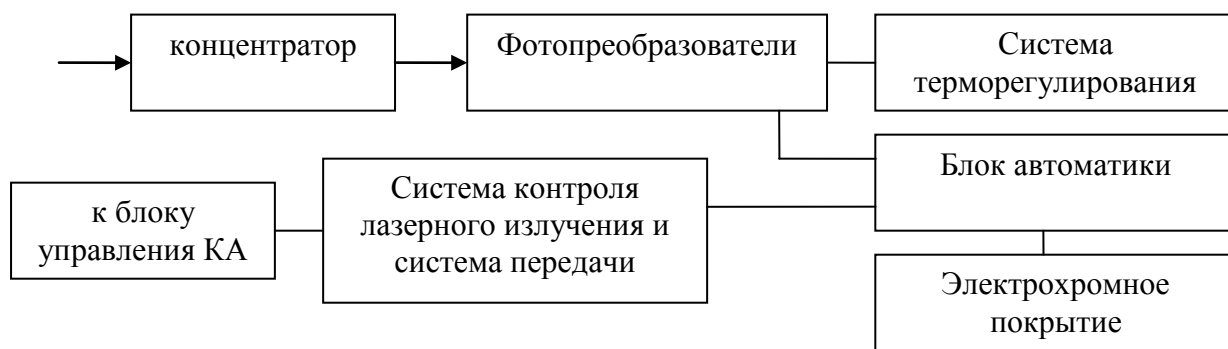 концентратор
Фотопреобразователи
Система
терморегулирования
Блок автоматики
Система контроля
лазерного излучения и
система передачи
к блоку
управления КА
Электрохромное
покрытие